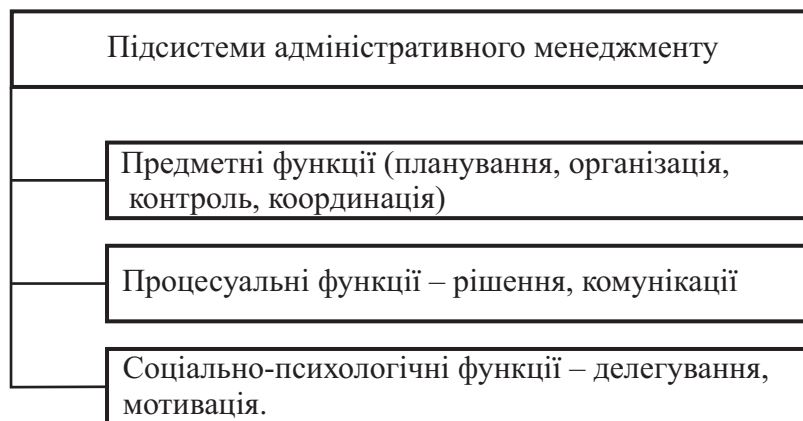 Підсистеми адміністративного менеджменту
Предметні функції (планування, організація,
контроль, координація)
Процесуальні функції – рішення, комунікації
Соціально-психологічні функції – делегування,
мотивація.